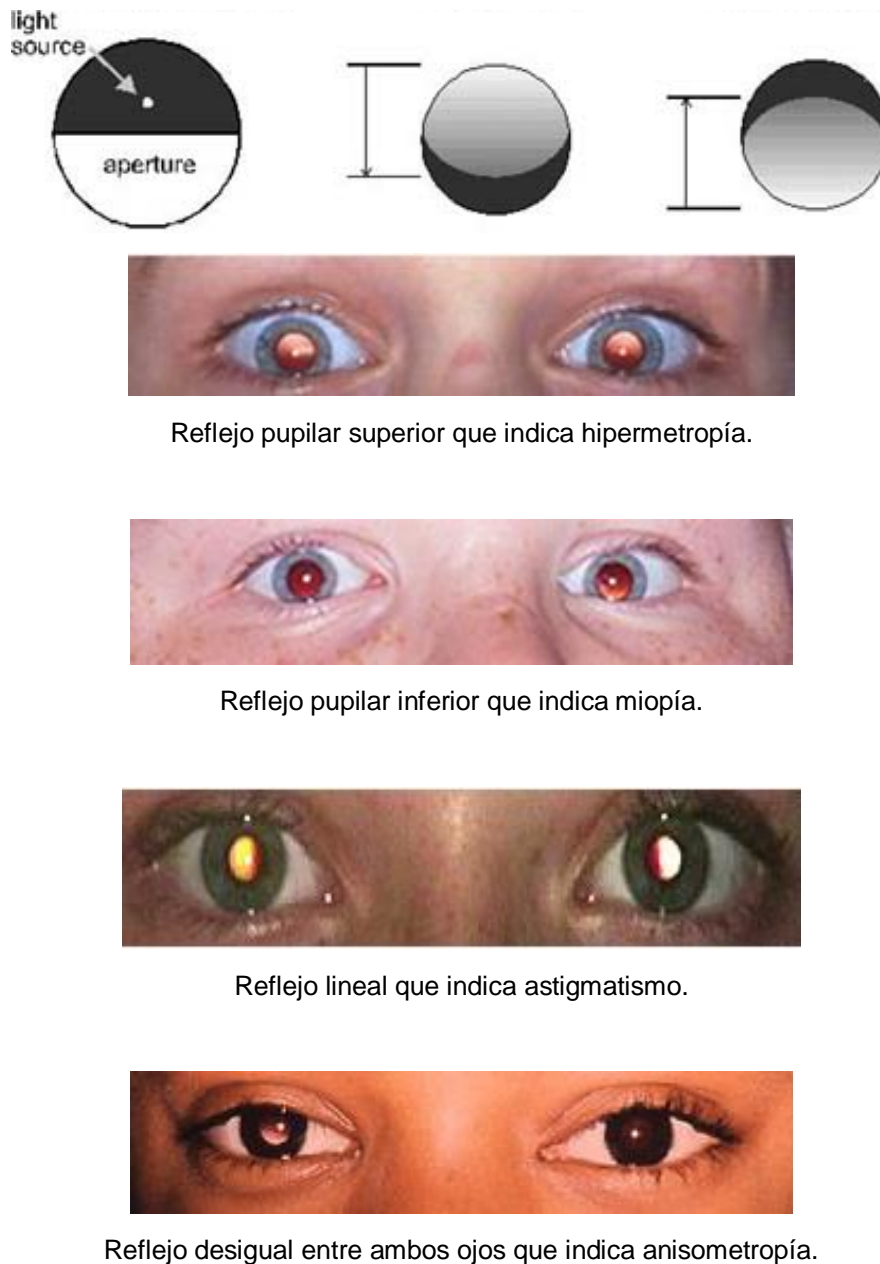 light
source
aperture
Reflejo pupilar superior que indica hipermetropía.
Reflejo pupilar inferior que indica miopía.
Reflejo lineal que indica astigmatismo.
Reflejo desigual entre ambos ojos que indica anisometropía.